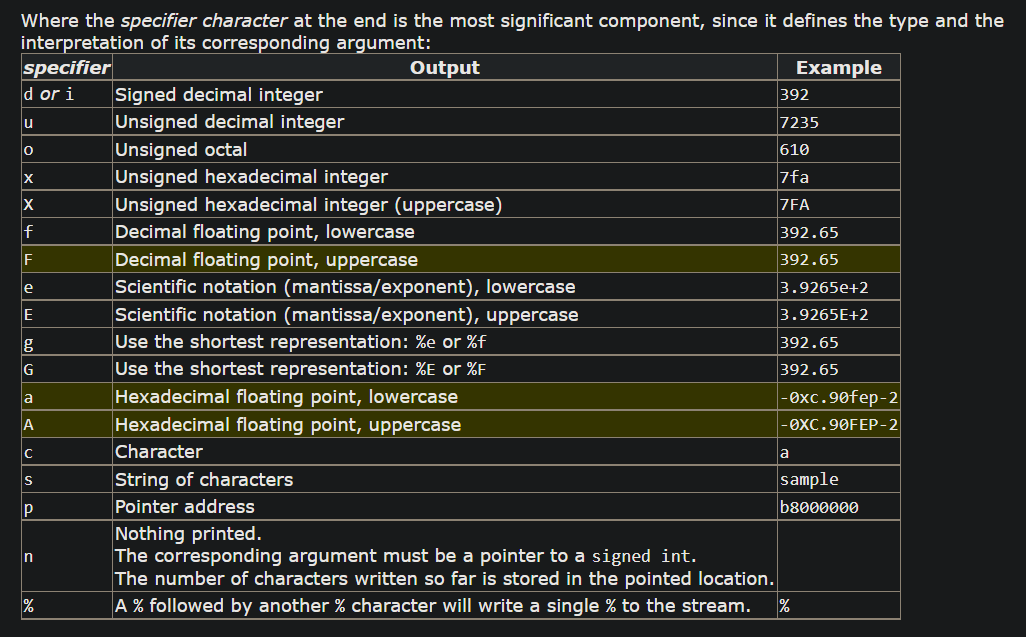 Where the specifier character at the end is the most significant component, since it defines the type and the
interpretation of its corresponding argument:
specifier Output Example
d or i Signed decimal integer 392
u Unsigned decimal integer 7235
o Unsigned octal 610
x Unsigned hexadecimal integer 7fa
X Unsigned hexadecimal integer (uppercase) 7FA
f Decimal floating point, lowercase 392.65
F Decimal floating point, uppercase 392.65
e Scientific notation (mantissa/exponent), lowercase 3.9265e+2
E Scientific notation (mantissa/exponent), uppercase 3.9265E+2
g Use the shortest representation: %e or %f 392.65
G Use the shortest representation: %E or %F 392.65
a Hexadecimal floating point, lowercase -0xc.90fep-2
A Hexadecimal floating point, uppercase -0XC.90FEP-2
c Character a
s String of characters sample
p Pointer address b8000000
Nothing printed.
n The corresponding argument must be a pointer to a signed int.
The number of characters written so far is stored in the pointed location.
% A % followed by another % character will write a single % to the stream. %